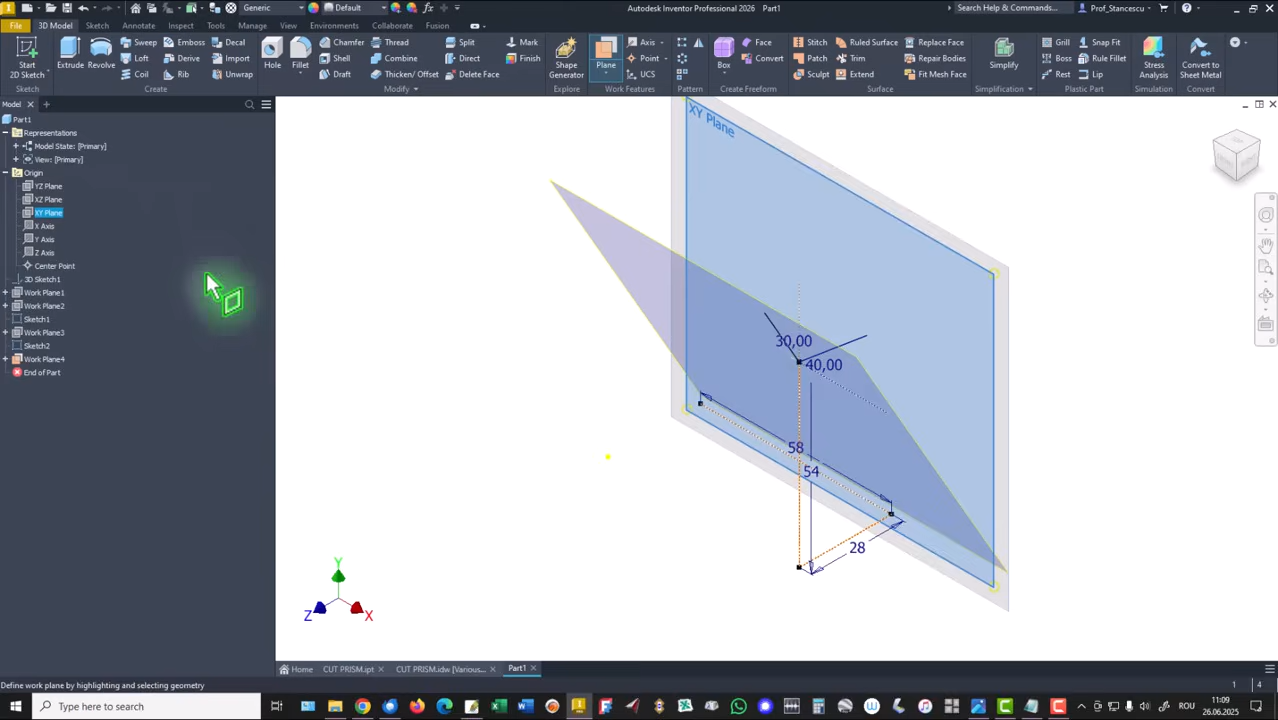 Generic
Default
Autodesk Inventor Professional 2026 Part1
Search Help & Commands...
Prof_Stancescu
File
3D Model
Sketch
Annotate
Inspect
Tools
Manage
View
Environments
Collaborate
Fusion
Start
2D Sketch
Extrude
Revolve
Sweep
Loft
Coil
Emboss
Derive
Rib
Decal
Import
Unwrap
Hole
Fillet
Chamfer
Shell
Draft
Thread
Combine
Thicken/ Offset
Split
Direct
Delete Face
Mark
Finish
Shape
Generator
Plane
Axis
Point
UCS
Box
Face
Convert
Stitch
Patch
Sculpt
Ruled Surface
Trim
Extend
Replace Face
Repair Bodies
Fit Mesh Face
Simplify
Grill
Boss
Rest
Snap Fit
Rule Fillet
Lip
Stress
Analysis
Convert to
Sheet Metal
Sketch
Create
Modify
Explore
Work Features
Pattern
Create Freeform
Surface
Simplification
Plastic Part
Simulation
Convert
Model
Part1
Representations
Model State: [Primary]
View: [Primary]
Origin
YZ Plane
XZ Plane
XY Plane
X Axis
Y Axis
Z Axis
Center Point
3D Sketch1
Work Plane1
Work Plane2
Sketch1
Work Plane3
Sketch2
Work Plane4
End of Part
XY Plane
30,00
40,00
58
54
28
Y
Z
X
Home
CUT PRISM.ipt
CUT PRISM.idw [Various...
Part1
Define work plane by highlighting and selecting geometry
1
4
Type here to search
ROU
11:09
26.06.2025